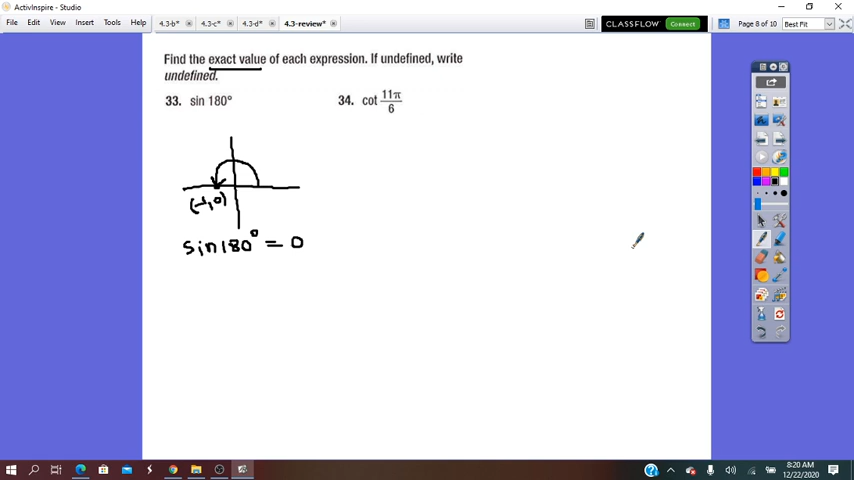 ActivInspire - Studio
File Edit View Insert Tools Help
4.3-b* 4.3-c* 4.3-d* 4.3-review*
CLASSFLOW Connect
Page 8 of 10 Best Fit
Find the exact value of each expression. If undefined, write
undefined.
33. sin 180° 34. cot 11π/6
(-1,0)
sin180° = 0
8:20 AM
12/22/2020